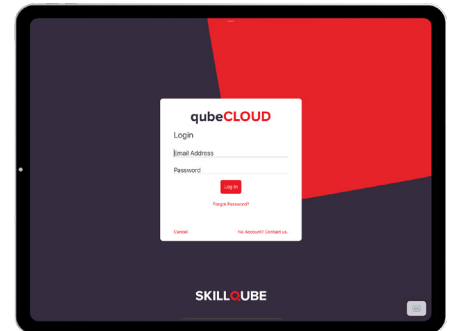 qubeCLOUD
Login
Email Address
Password
Log In
Forgot Password?
Cancel
No Account? Contact us.
SKILLQUBE